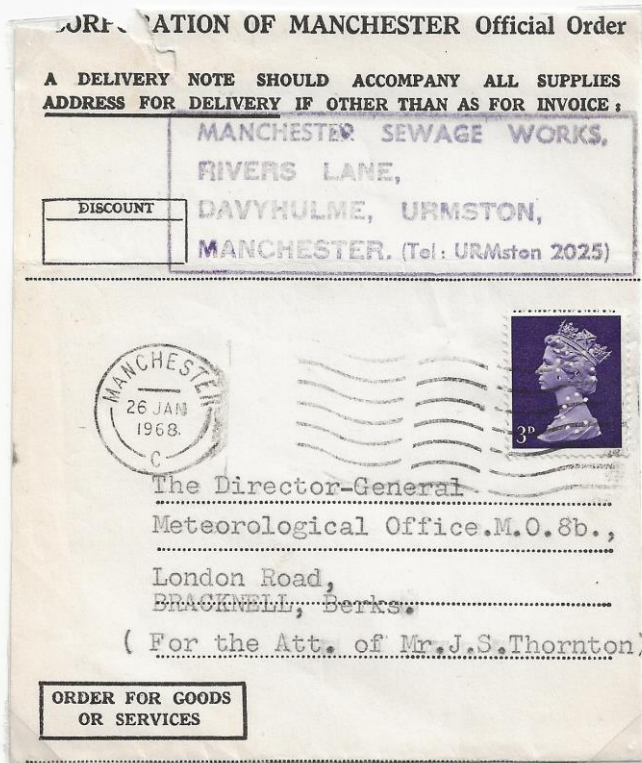 CORPORATION OF MANCHESTER Official Order
A DELIVERY NOTE SHOULD ACCOMPANY ALL SUPPLIES
ADDRESS FOR DELIVERY IF OTHER THAN AS FOR INVOICE :
MANCHESTER SEWAGE WORKS,
RIVERS LANE,
DISCOUNT
DAVYHULME, URMSTON,
MANCHESTER. (Tel: URMston 2025)
MANCHESTER
26 JAN
1968.
C
3D
The Director-General
Meteorological Office.M.O.8b.,
London Road,
BRACKNELL, Berks.
( For the Att. of Mr.J.S.Thornton)
ORDER FOR GOODS
OR SERVICES